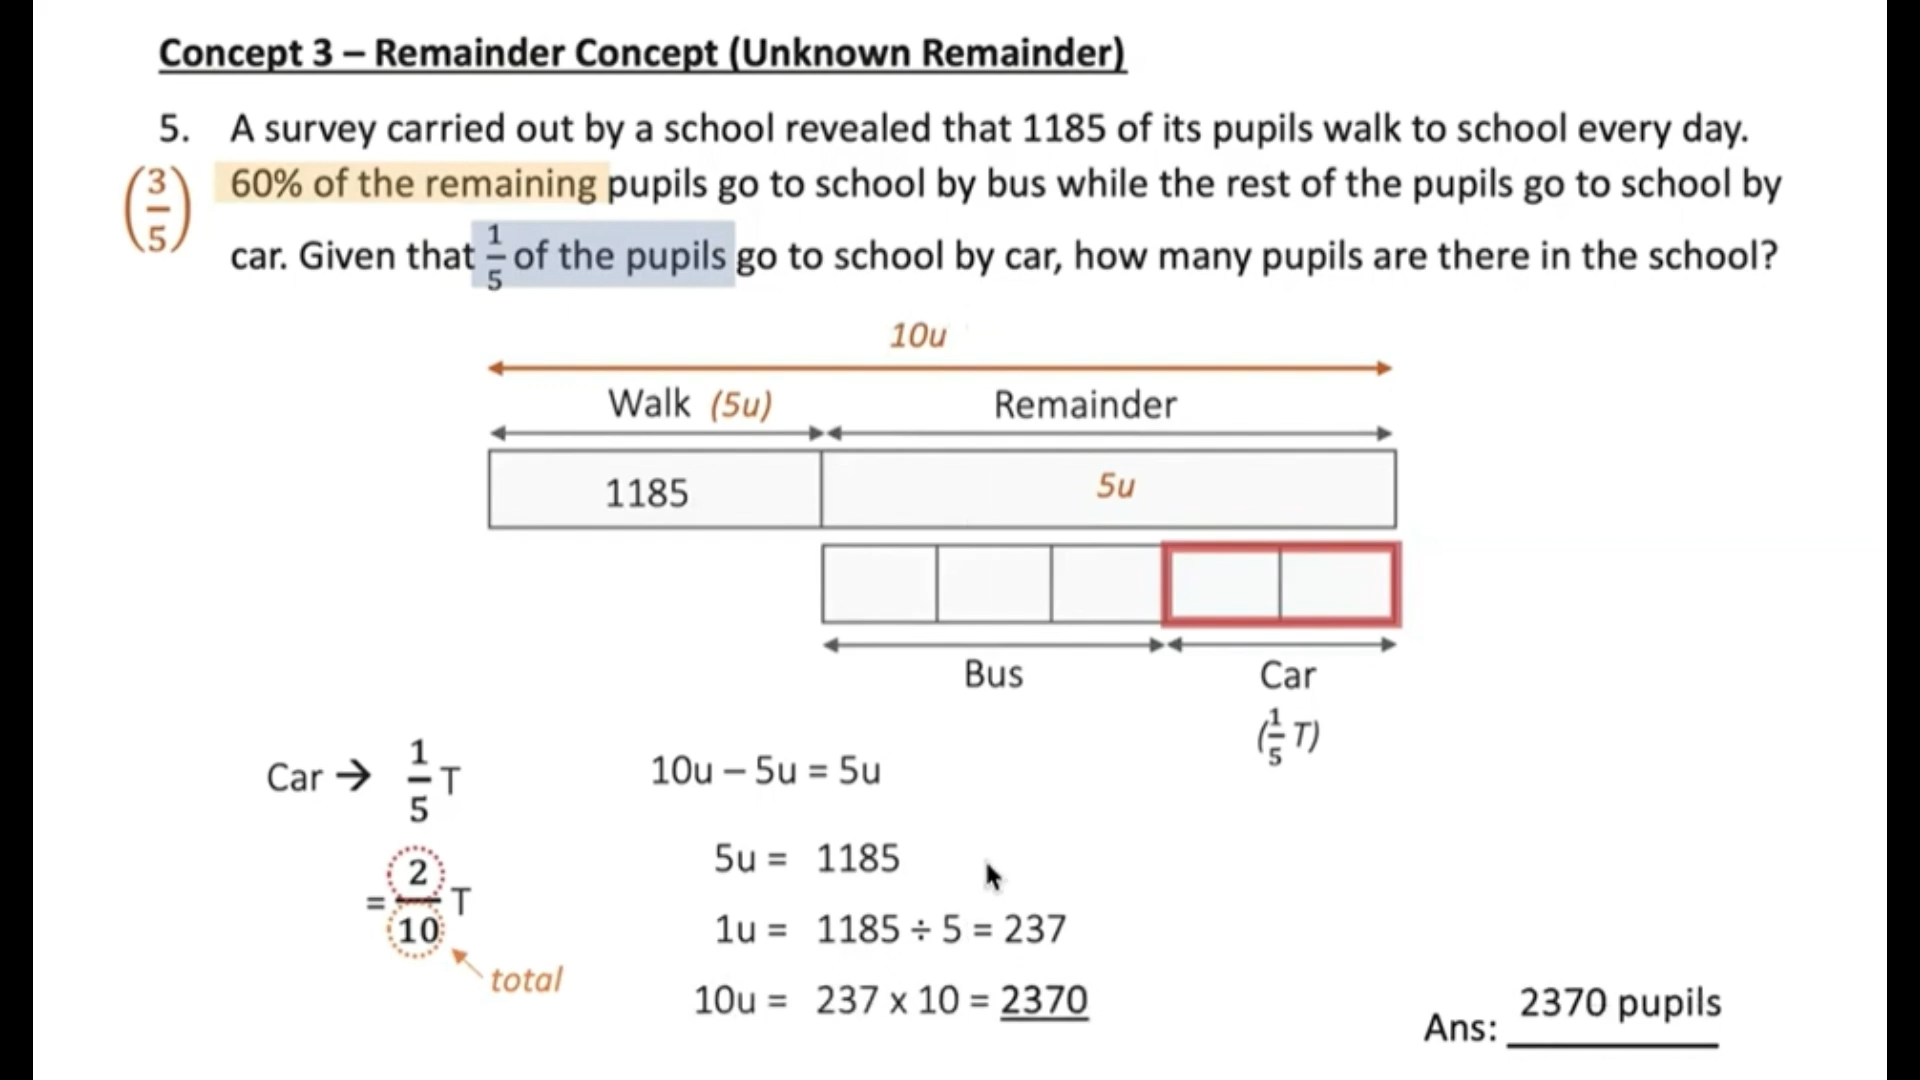 Concept 3 – Remainder Concept (Unknown Remainder)
5. A survey carried out by a school revealed that 1185 of its pupils walk to school every day.
(3/5) 60% of the remaining pupils go to school by bus while the rest of the pupils go to school by
car. Given that 1/5 of the pupils go to school by car, how many pupils are there in the school?
10u
Walk (5u) Remainder
1185 5u
Bus Car
(1/5 T)
Car → 1/5 T
= 2/10 T
total
10u – 5u = 5u
5u = 1185
1u = 1185 ÷ 5 = 237
10u = 237 x 10 = 2370
Ans: 2370 pupils